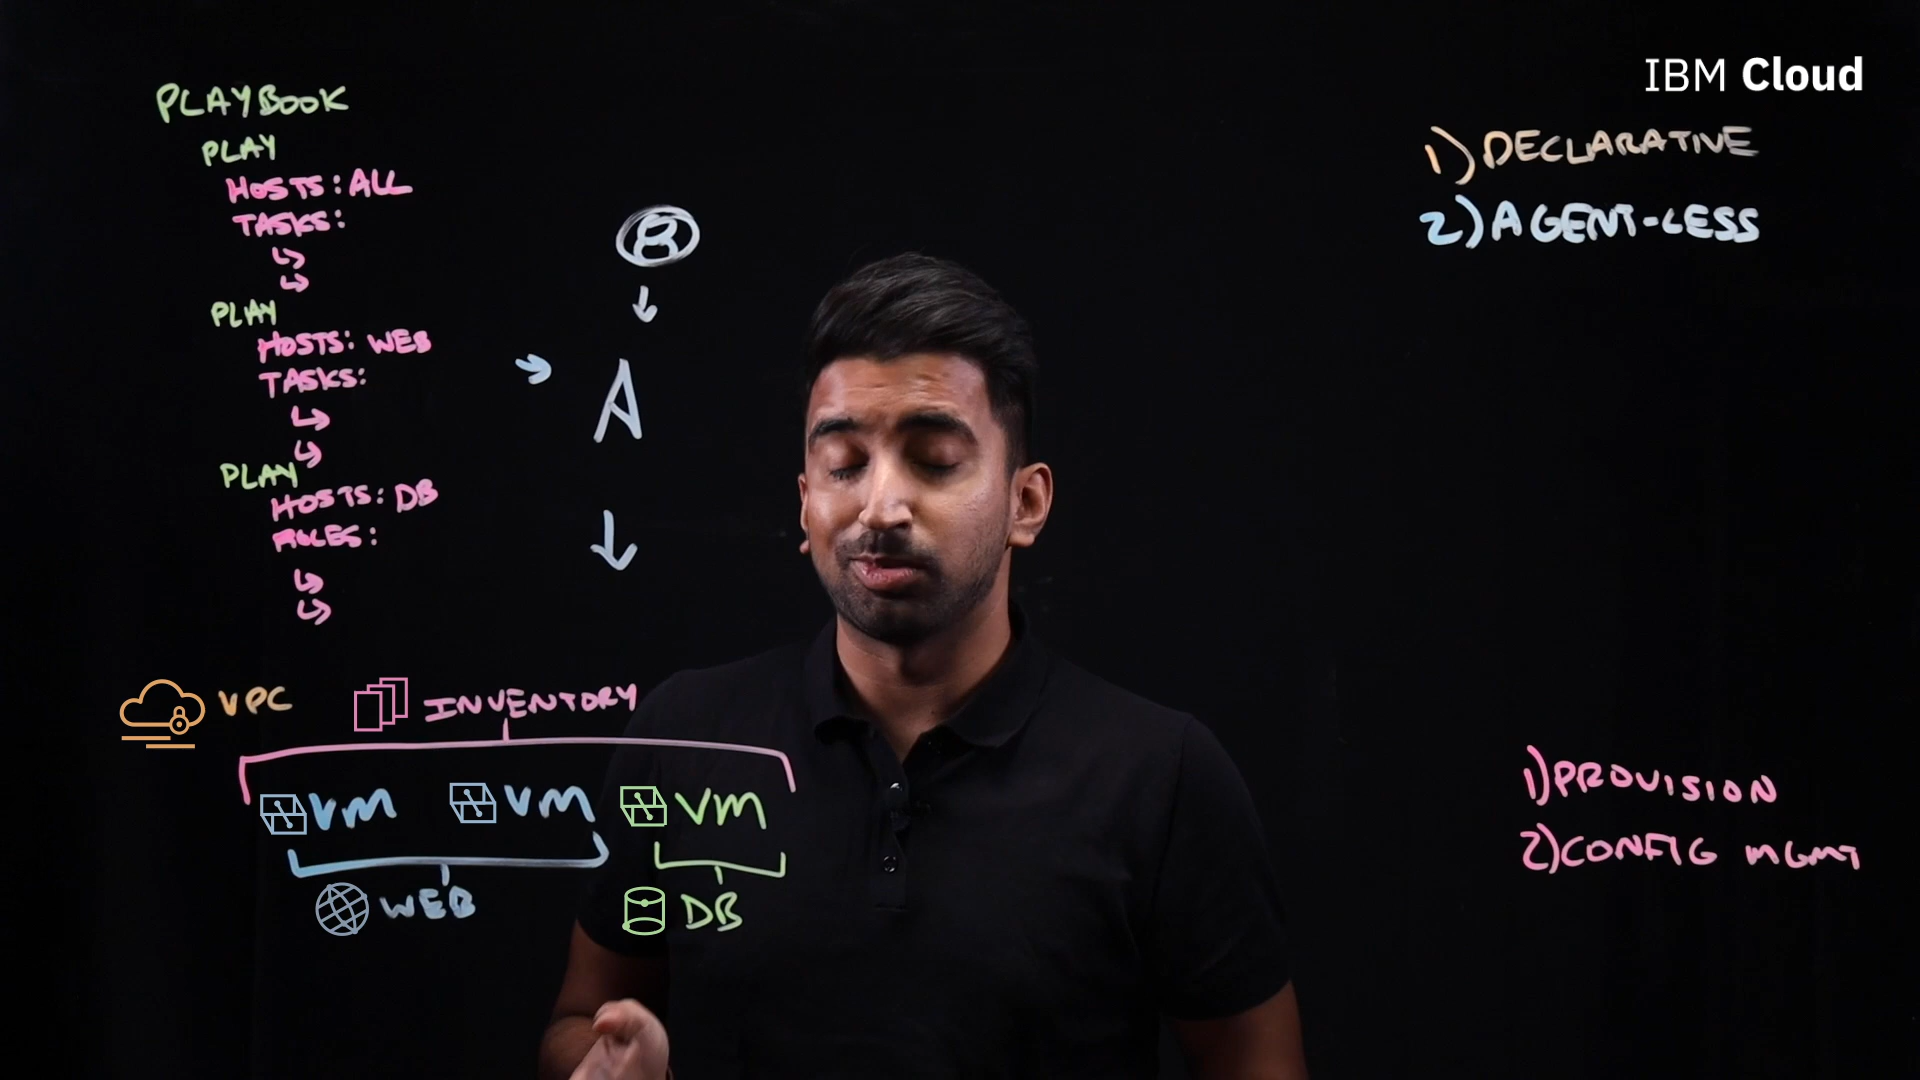 PLAYBOOK
PLAY
HOSTS: ALL
TASKS:
PLAY
HOSTS: WEB
TASKS:
PLAY
HOSTS: DB
ROLES:
A
VPC
INVENTORY
VM
VM
VM
WEB
DB
IBM Cloud
1) DECLARATIVE
2) AGENT-LESS
1) PROVISION
2) CONFIG MGMT